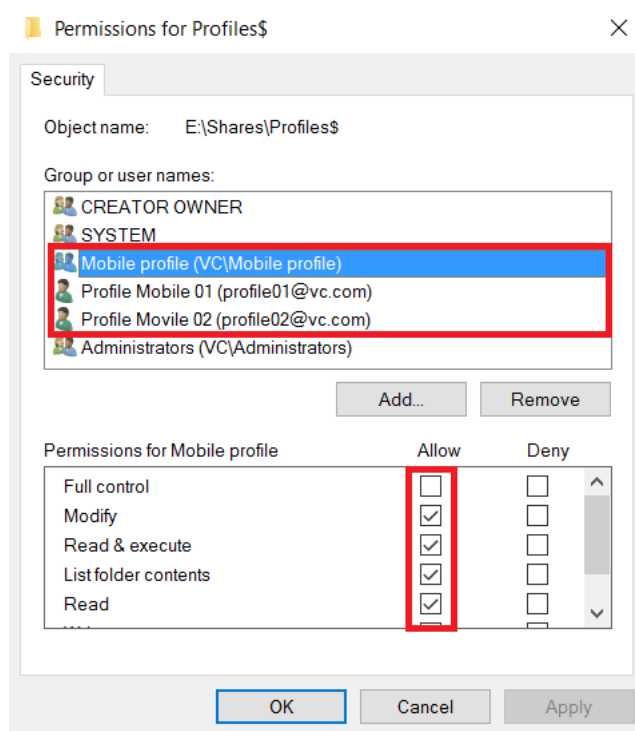 Permissions for Profiles$
Security
Object name: E:\Shares\Profiles$
Group or user names:
CREATOR OWNER
SYSTEM
Mobile profile (VC\Mobile profile)
Profile Mobile 01 (profile01@vc.com)
Profile Movile 02 (profile02@vc.com)
Administrators (VC\Administrators)
Add... Remove
Permissions for Mobile profile Allow Deny
Full control
Modify
Read & execute
List folder contents
Read
OK Cancel Apply